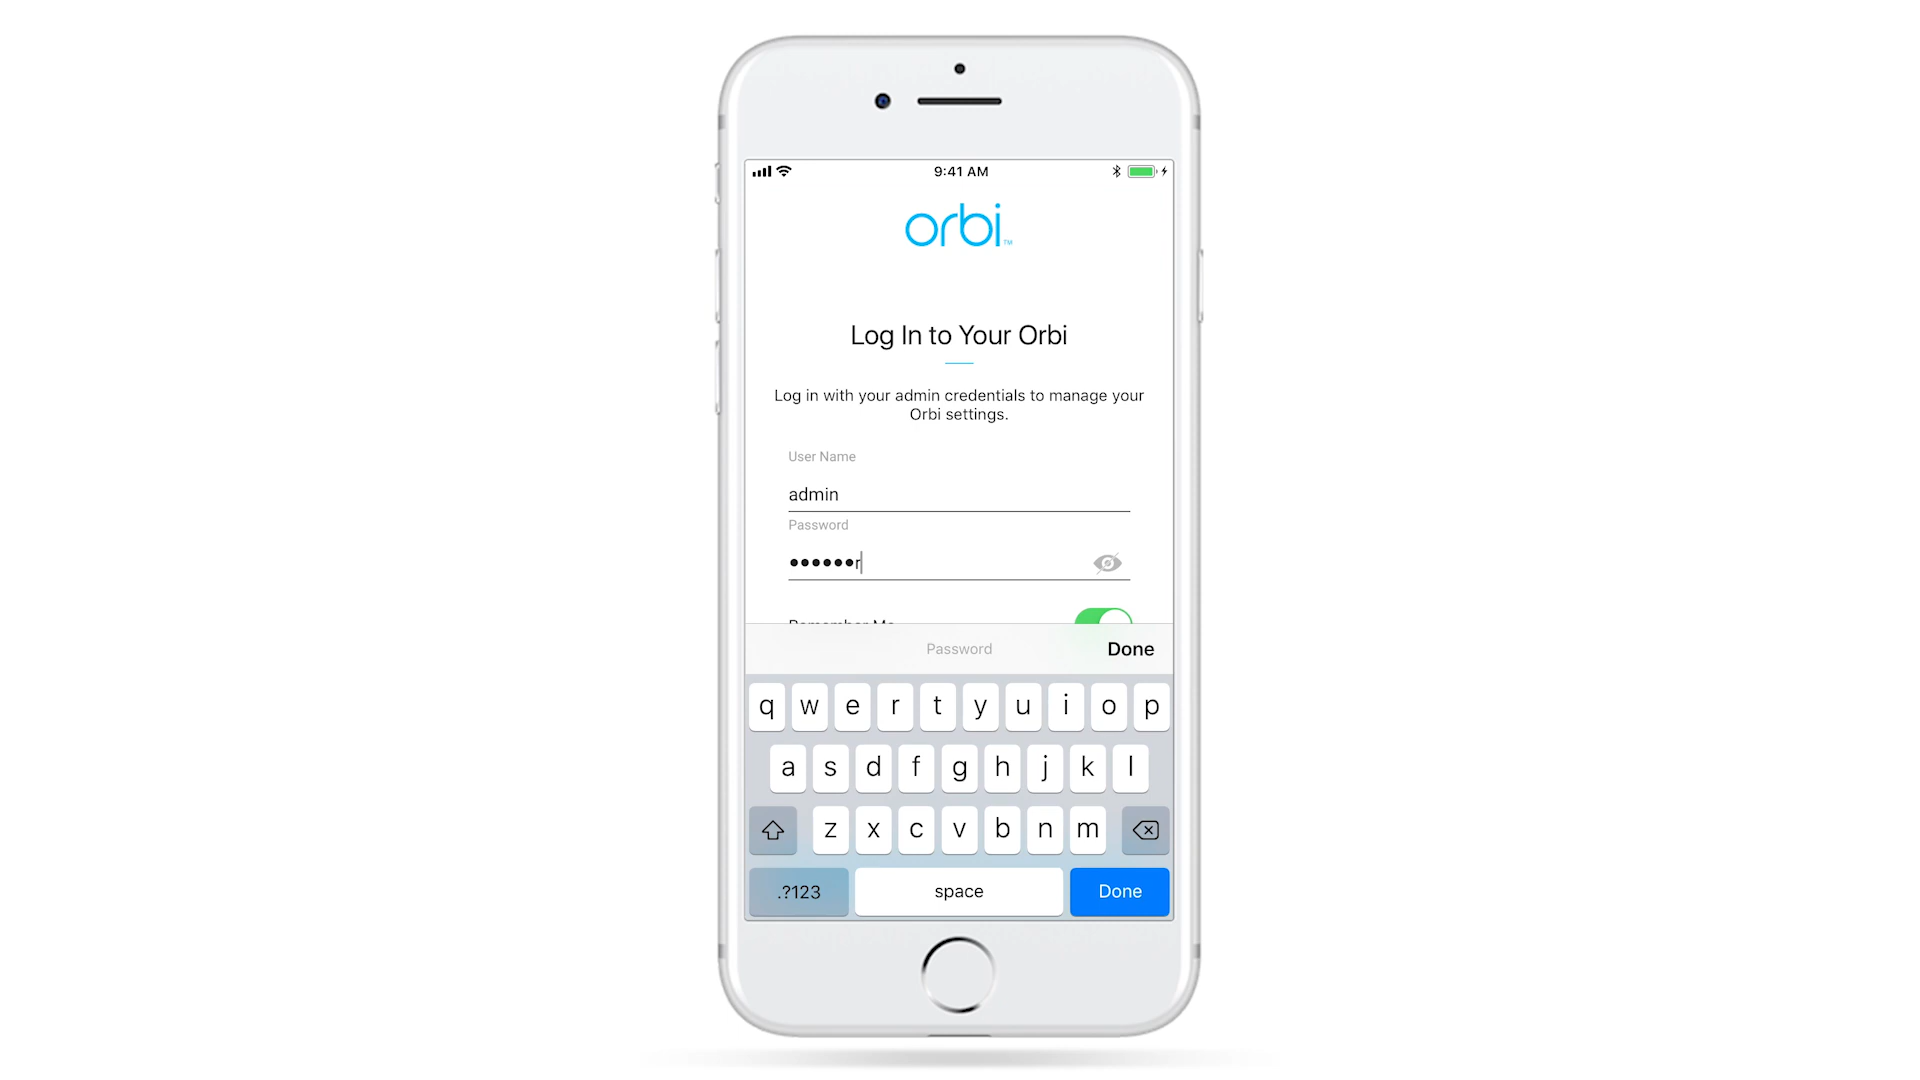 9:41 AM
orbi™
Log In to Your Orbi
Log in with your admin credentials to manage your
Orbi settings.
User Name
admin
Password
••••••r
Remember Me
Password Done
q w e r t y u i o p
a s d f g h j k l
z x c v b n m
.?123 space Done